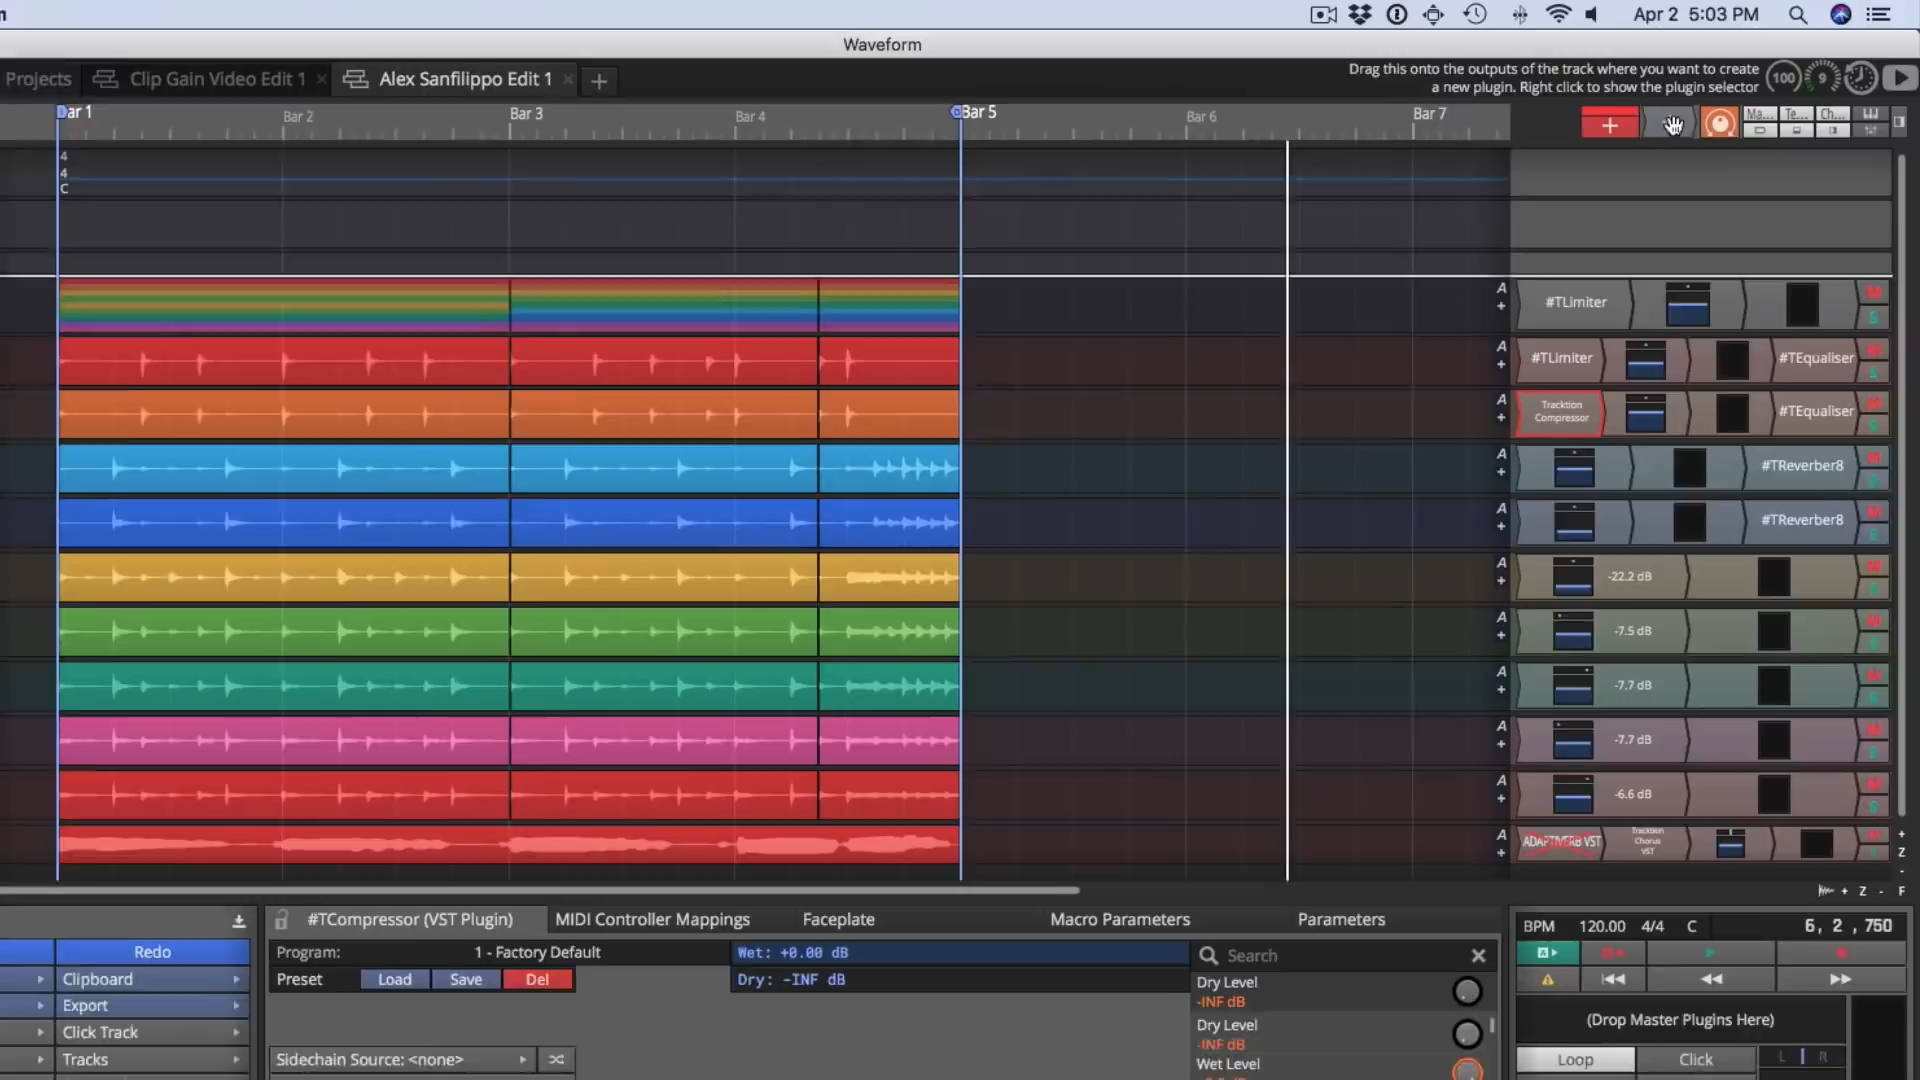 Apr 2 5:03 PM
Waveform
Projects
Clip Gain Video Edit 1
Alex Sanfilippo Edit 1
Drag this onto the outputs of the track where you want to create
a new plugin. Right click to show the plugin selector
100
9
Bar 1
Bar 2
Bar 3
Bar 4
Bar 5
Bar 6
Bar 7
Ma...
Te...
Ch...
4
4
C
A
#TLimiter
M
S
A
#TLimiter
#TEqualiser
M
S
A
Tracktion
Compressor
#TEqualiser
M
S
A
#TReverber8
M
S
A
#TReverber8
M
S
A
-22.2 dB
M
S
A
-7.5 dB
M
S
A
-7.7 dB
M
S
A
-7.7 dB
M
S
A
-6.6 dB
M
S
A
ADAPTIVERB VST
Tracktion
Chorus
VST
M
+
Z
-
+ Z - F
#TCompressor (VST Plugin)
MIDI Controller Mappings
Faceplate
Macro Parameters
Parameters
BPM 120.00 4/4 C 6, 2 , 750
Redo
Clipboard
Export
Click Track
Tracks
Program: 1 - Factory Default
Preset Load Save Del
Wet: +0.00 dB
Dry: -INF dB
Sidechain Source: <none>
Search
Dry Level
-INF dB
Dry Level
-INF dB
Wet Level
(Drop Master Plugins Here)
Loop
Click
L R